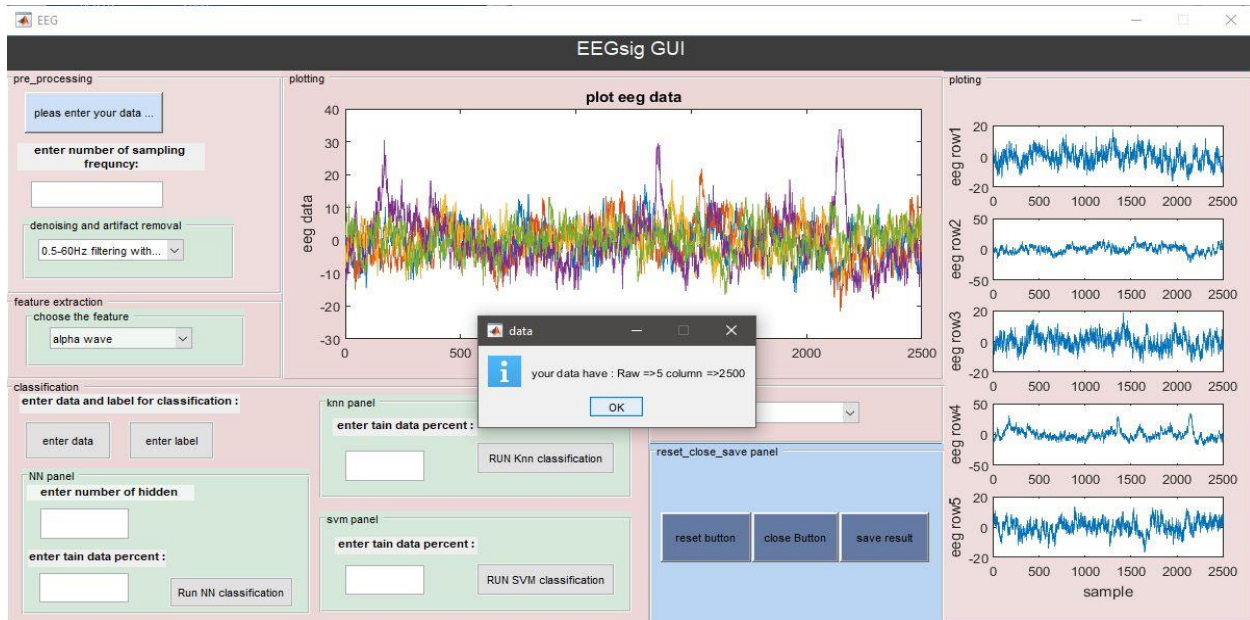 EEG
EEGsig GUI
pre_processing
pleas enter your data ...
enter number of sampling
frequncy:
denoising and artifact removal
0.5-60Hz filtering with...
feature extraction
choose the feature
alpha wave
plotting
plot eeg data
eeg data
40
30
20
10
0
-10
-20
-30
0
500
2000
2500
data
your data have : Raw =>5 column =>2500
OK
classification
enter data and label for classification :
enter data
enter label
NN panel
enter number of hidden
enter tain data percent :
Run NN classification
knn panel
enter tain data percent :
RUN Knn classification
svm panel
enter tain data percent :
RUN SVM classification
reset_close_save panel
reset button
close Button
save result
ploting
eeg row1
20
0
-20
0 500 1000 1500 2000 2500
eeg row2
50
0
-50
0 500 1000 1500 2000 2500
eeg row3
20
0
-20
0 500 1000 1500 2000 2500
eeg row4
50
0
-50
0 500 1000 1500 2000 2500
eeg row5
20
0
-20
0 500 1000 1500 2000 2500
sample